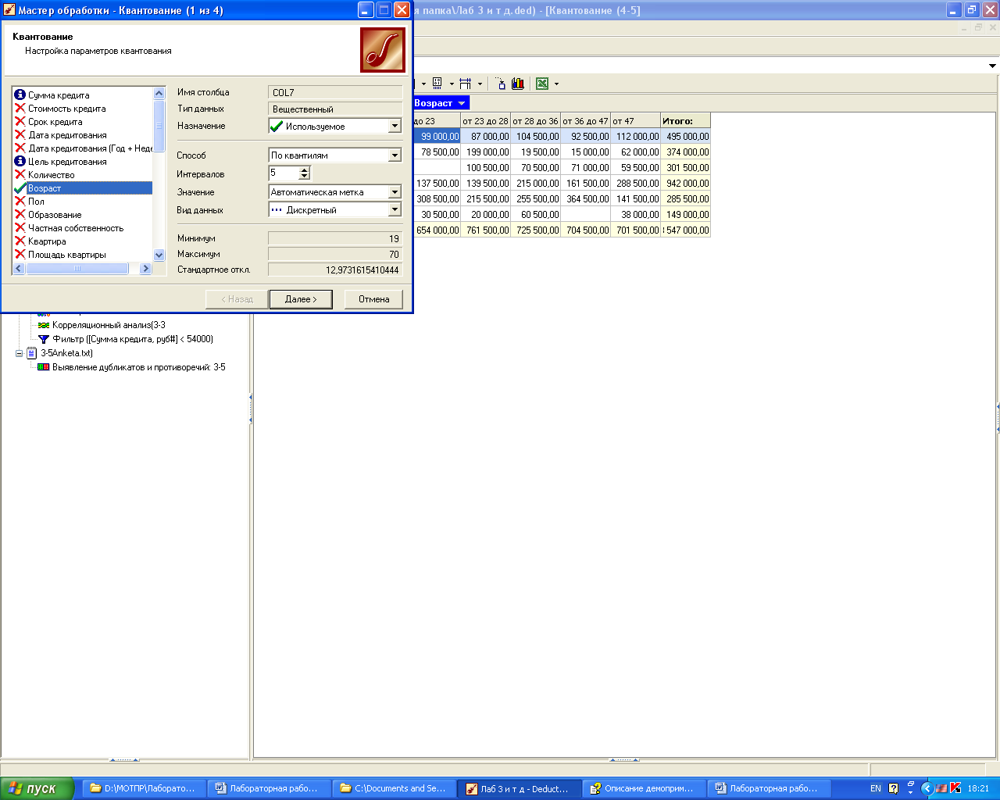 Мастер обработки - Квантование (1 из 4)
я папка\Лаб 3 и т д.ded) - [Квантование (4-5]
Квантование
Настройка параметров квантования
Сумма кредита
Стоимость кредита
Срок кредита
Дата кредитования
Дата кредитования (Год + Неде
Цель кредитования
Количество
Возраст
Пол
Образование
Частная собственность
Квартира
Площадь квартиры
Имя столбца COL7
Тип данных Вещественный
Назначение Используемое
Способ По квантилям
Интервалов 5
Значение Автоматическая метка
Вид данных Дискретный
Минимум 19
Максимум 70
Стандартное откл. 12,9731615410444
< Назад Далее > Отмена
Возраст
до 23 от 23 до 28 от 28 до 36 от 36 до 47 от 47 Итого:
99 000,00 87 000,00 104 500,00 92 500,00 112 000,00 495 000,00
78 500,00 199 000,00 19 500,00 15 000,00 62 000,00 374 000,00
100 500,00 70 500,00 71 000,00 59 500,00 301 500,00
137 500,00 139 500,00 215 000,00 161 500,00 288 500,00 942 000,00
308 500,00 215 500,00 255 500,00 364 500,00 141 500,00 285 500,00
30 500,00 20 000,00 60 500,00 38 000,00 149 000,00
654 000,00 761 500,00 725 500,00 704 500,00 701 500,00 547 000,00
Корреляционный анализ(3-3
Фильтр ([Сумма кредита, руб#] < 54000)
3-5Anketa.txt)
Выявление дубликатов и противоречий: 3-5
пуск
D:\МОТПР\Лаборато...
Лабораторная рабо...
C:\Documents and Se...
Лаб 3 и т д - Deduct...
Описание демоприм...
Лабораторная рабо...
EN
18:21